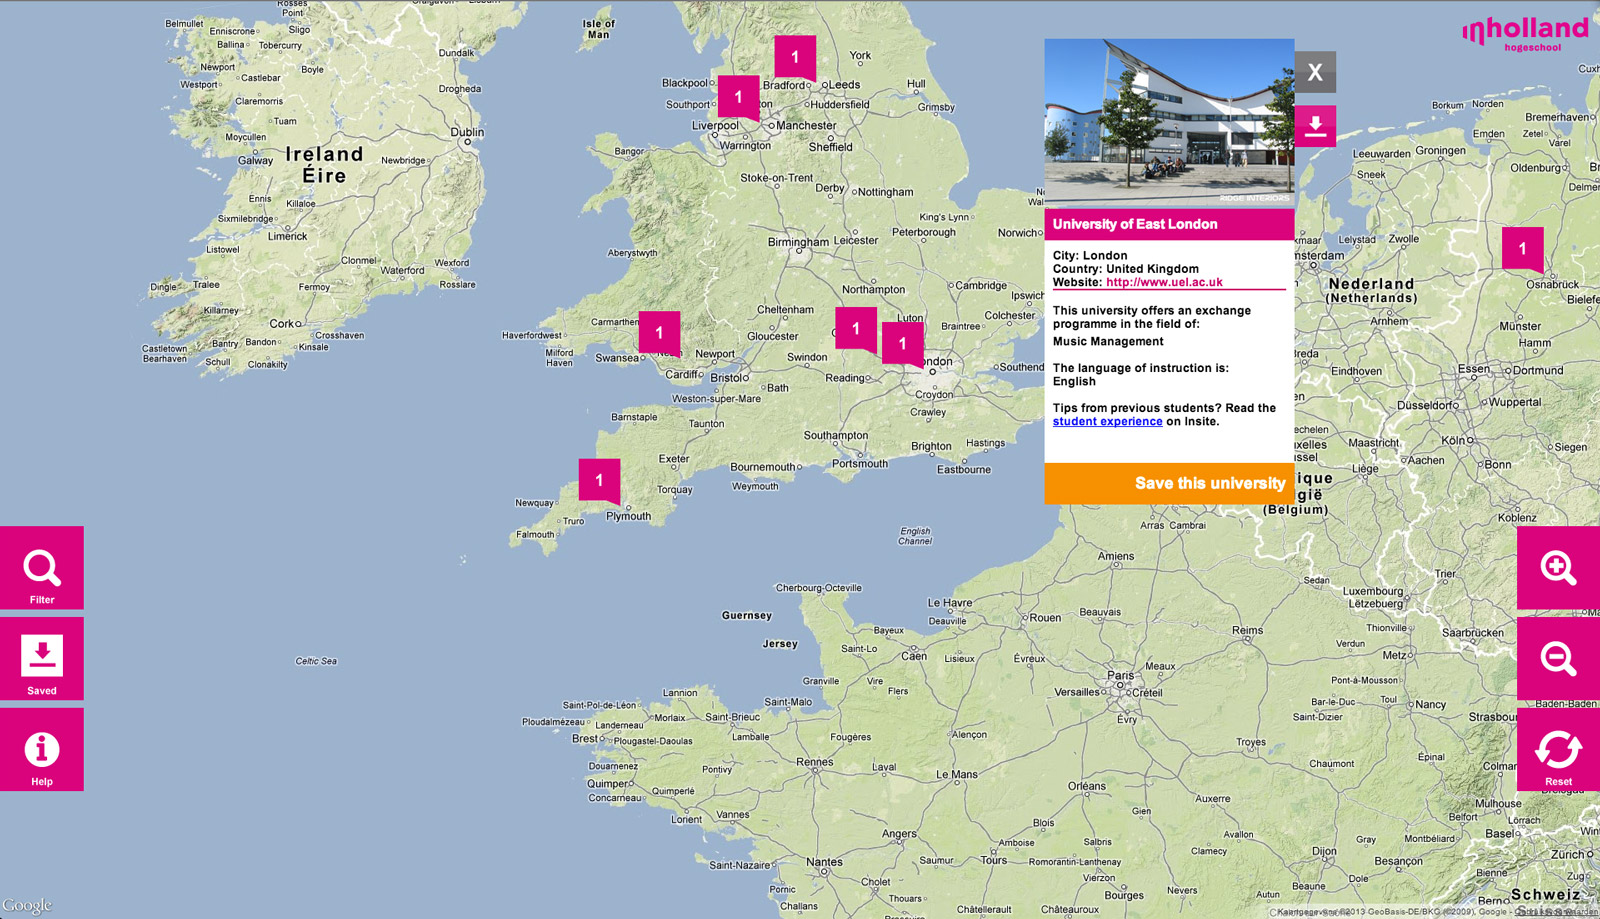 inholland
hogeschool
Rosses
Point
Sligo
Belmullet
Enniscrone
Ballina
Tobercurry
Boyle
Newport
Westport
Castlebar
Claremorris
Tuam
Moycullen
Galway
Ireland
Éire
Newbridge
Dublin
Drogheda
Dundalk
Ennis
Killaloe
Sixmilebridge
Limerick
Listowel
Dingle
Tralee
Killarney
Clonmel
Waterford
Wexford
Rosslare
Fermoy
Cork
Crosshaven
Kinsale
Bantry
Bandon
Castletown
Bearhaven
Schull
Clonakilty
Isle of
Man
Blackpool
Southport
Liverpool
Warrington
Bradford
Leeds
York
Hull
Grimsby
Huddersfield
Manchester
Sheffield
Bangor
Stoke-on-Trent
Derby
Nottingham
King's Lynn
Norwich
Birmingham
Leicester
Peterborough
Aberystwyth
Northampton
Cambridge
Ipswich
Cheltenham
Luton
Colchester
Braintree
Gloucester
Carmarthen
Haverfordwest
Milford
Haven
Swansea
Newport
Cardiff
Bristol
Swindon
Reading
Bath
Weston-super-Mare
Southend
Croydon
Crawley
Barnstaple
Taunton
Southampton
Brighton
Hastings
Portsmouth
Eastbourne
Exeter
Bournemouth
Weymouth
Torquay
Newquay
Plymouth
Truro
Falmouth
English
Channel
Celtic Sea
1
1
1
1
1
1
1
RIDGE INTERIORS
X
University of East London
City: London
Country: United Kingdom
Website: http://www.uel.ac.uk
This university offers an exchange
programme in the field of:
Music Management
The language of instruction is:
English
Tips from previous students? Read the
student experience on Insite.
Save this university
Borkum
Norden
Bremerhaven
Emden
Zetel
Varel
Leeuwarden
Groningen
Sneek
Oldenburg
Lelystad
Zwolle
Nederland
(Netherlands)
Osnabrück
Arnhem
Münster
Hamm
Eindhoven
Essen
Dortmund
Düsseldorf
Wuppertal
Maastricht
Köln
Siegen
Aachen
Bonn
Liège
(Belgium)
Koblenz
Arras
Cambrai
Amiens
Sedan
Trier
Luxembourg
Lëtzebuerg
Cherbourg-Octeville
Guernsey
Jersey
Le Havre
Deauville
Rouen
Beauvais
Bayeux
Saint-Lo
Caen
Lisieux
Évreux
Reims
Thionville
Verdun
Metz
Saarbrücken
Paris
Meaux
Versailles
Créteil
Évry
Pont-à-Mousson
Bar-le-Duc
Toul
Nancy
Saint-Dizier
Baden-Baden
Granville
Vire
Flers
Lannion
Saint-Malo
Saint-Pol-de-Léon
Ploudalmézeau
Morlaix
Saint-Brieuc
Landerneau
Lamballe
Brest
Plougastel-Daoulas
Fougères
Alençon
Troyes
Chaumont
Épinal
Douarnenez
Pontivy
Rennes
Laval
Le Mans
Quimper
Quimperlé
Concarneau
Orléans
Auxerre
Lorient
Vannes
Gien
Mulhouse
Belfort
Lörrach
Basel
Angers
Blois
Avallon
Gray
Montbéliard
Amboise
Salbris
Clamecy
Dijon
Besançon
Zürich
Saint-Nazaire
Nantes
Saumur
Tours
Romorantin-Lanthenay
Vierzon
Dole
Zug
Pornic
Cholet
Bourges
Nevers
Autun
Beaune
Bern
Schweiz
Challans
Thouars
Châtellerault
Châteauroux
Filter
Saved
Help
Reset
Google
Kaartgegevens ©2013 GeoBasis-DE/BKG (©2009), Google - Gebruiksvoorwaarden